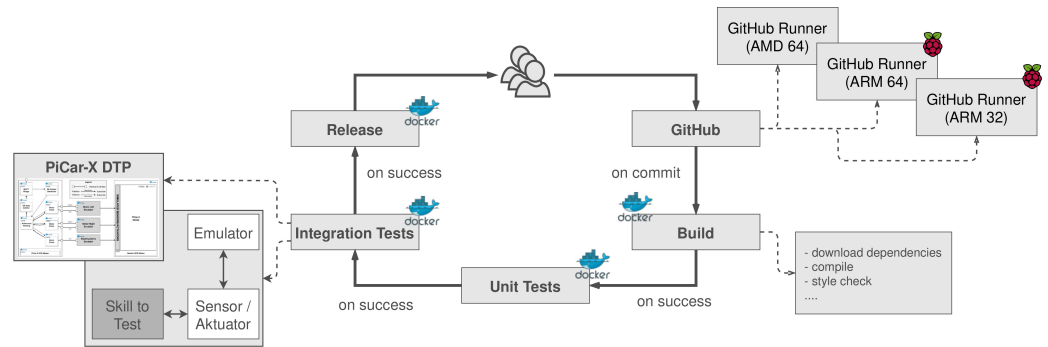 GitHub Runner
(AMD 64)
GitHub Runner
(ARM 64)
GitHub Runner
(ARM 32)
docker
Release
GitHub
on success
on commit
PiCar-X DTP
docker
docker
Integration Tests
Build
Emulator
- download dependencies
- compile
- style check
....
docker
Unit Tests
on success
on success
Skill to
Test
Sensor /
Aktuator